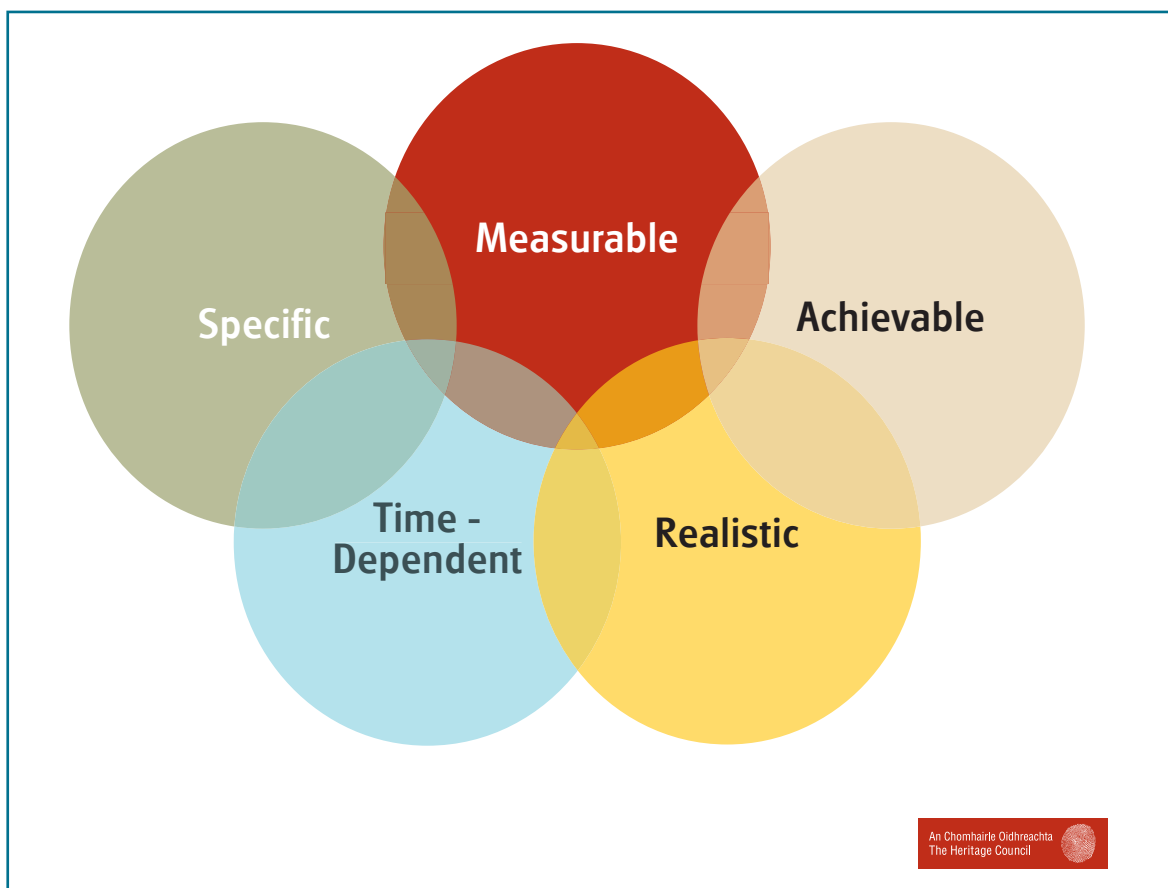 Measurable
Specific
Achievable
Time -
Dependent
Realistic
An Chomhairle Oidhreachta
The Heritage Council